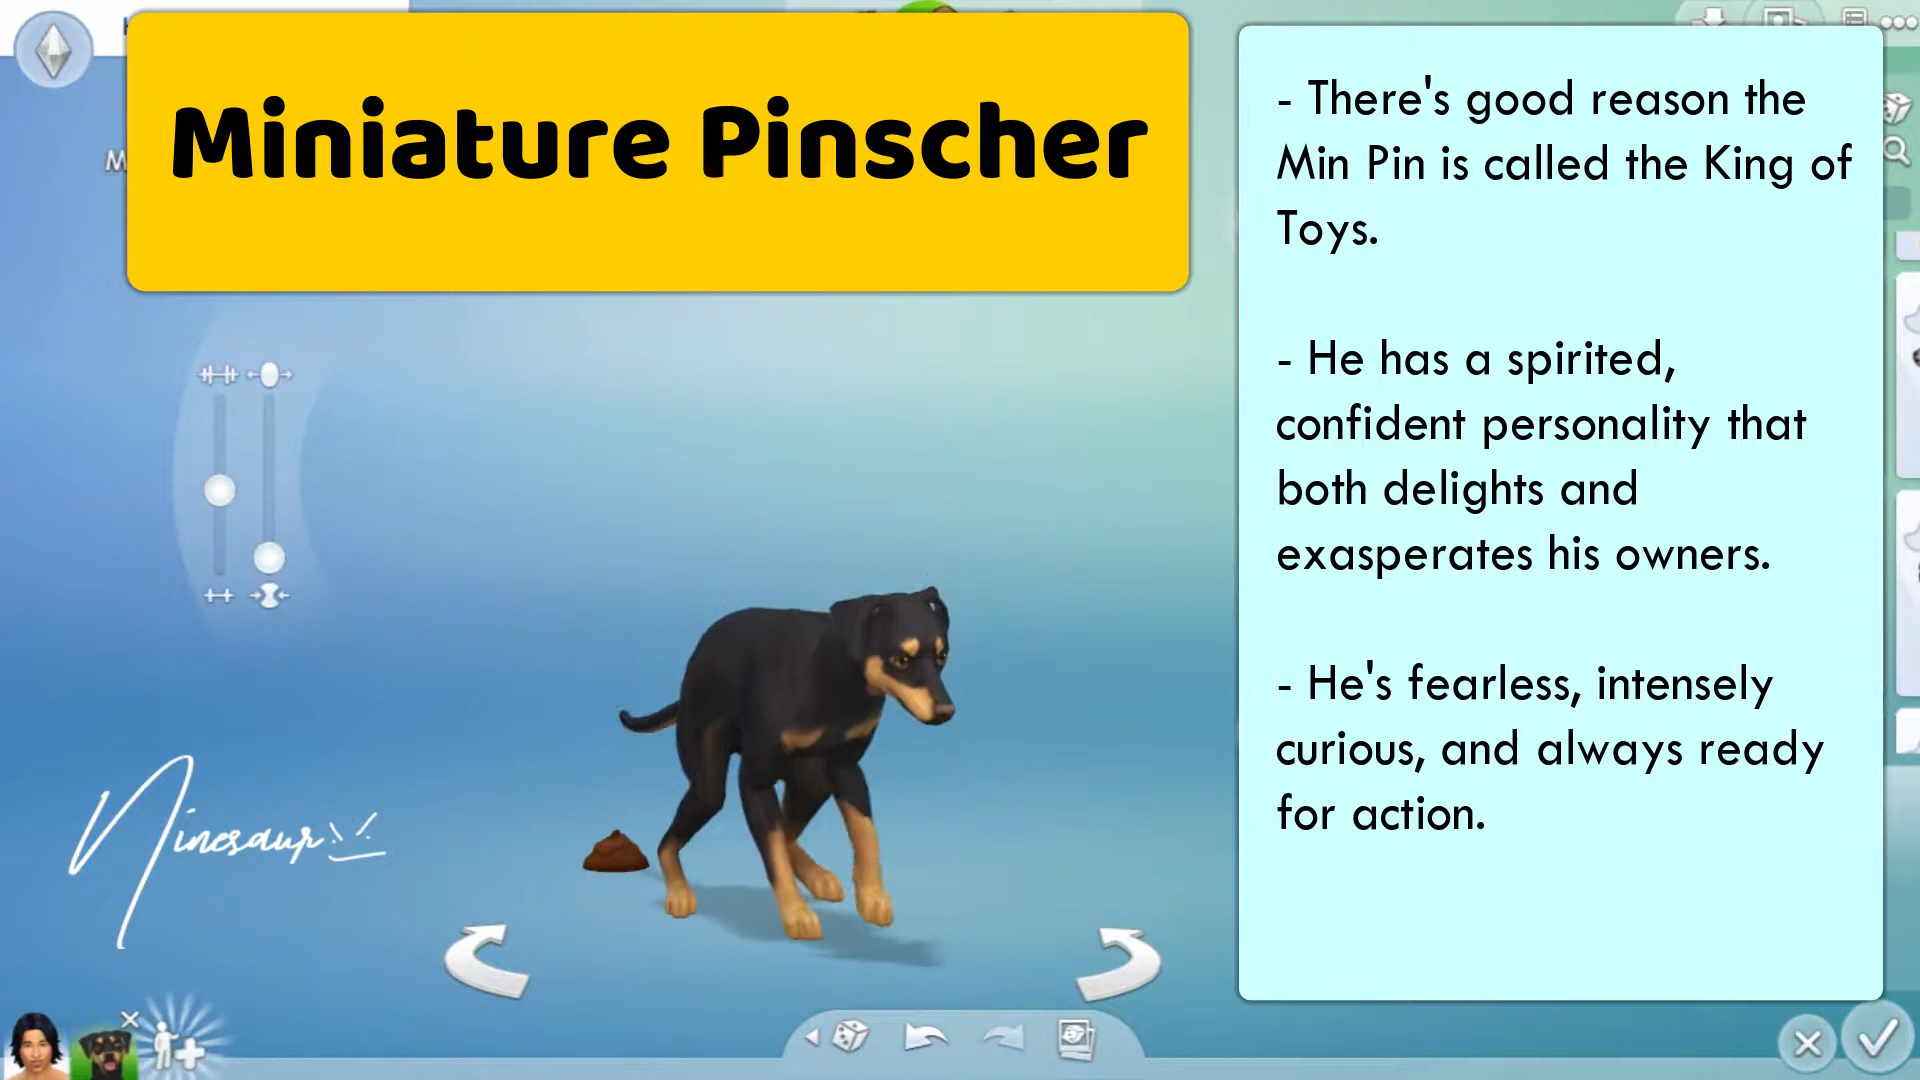 Miniature Pinscher
- There's good reason the
Min Pin is called the King of
Toys.
- He has a spirited,
confident personality that
both delights and
exasperates his owners.
- He's fearless, intensely
curious, and always ready
for action.
Ninesaur